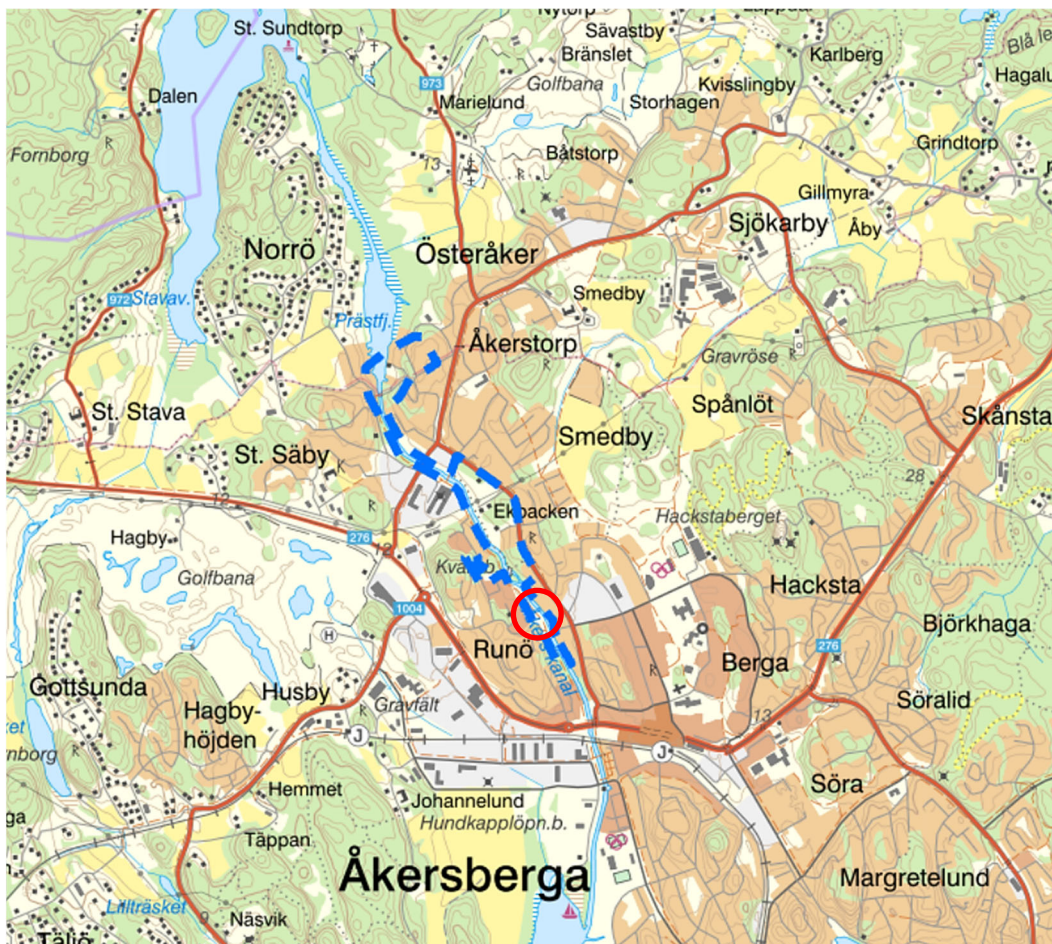 St. Sundtorp
Sävastby
Bränslet
Karlberg
Dalen
973
Golfbana
Kvisslingby
Marielund
Storhagen
Fornborg
13
Båtstorp
Grindtorp
Gillmyra
Norrö
Österåker
Sjökarby
Åby
972
Stavav.
Smedby
Prästfj.
Åkerstorp
Gravröse
St. Stava
Spånlöt
Skånsta
St. Säby
Smedby
28
12
Ekbacken
Hackstaberget
Hagby
276
12
Golfbana
Hacksta
1004
Björkhaga
H
Runö
Berga
276
Gottsunda
Husby
Söralid
Hagby-
höjden
Gravfält
kanal
13
J
J
Hemmet
Johannelund
Söra
Hundkapplöpn.b.
Täppan
Åkersberga
Margretelund
Lillträsket
9
Näsvik